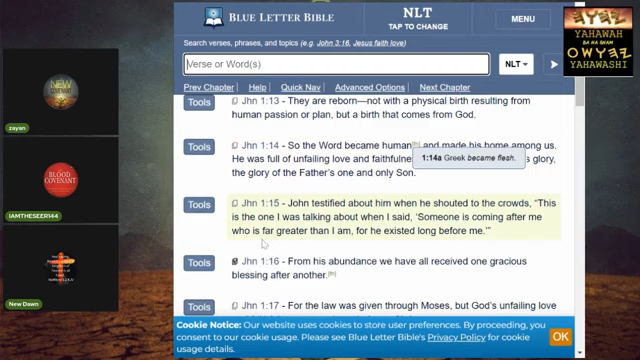 BLUE LETTER BIBLE
NLT
TAP TO CHANGE
MENU
Search verses, phrases, and topics (e.g. John 3:16, Jesus faith love)
Verse or Word(s)
NLT
Prev Chapter | Help | Quick Nav | Advanced Options | Next Chapter
Tools
Jhn 1:13 - They are reborn—not with a physical birth resulting from
human passion or plan, but a birth that comes from God.
Tools
Jhn 1:14 - So the Word became human[fn] and made his home among us.
He was full of unfailing love and faithfulne
glory,
the glory of the Father's one and only Son.
1:14a Greek became flesh.
Tools
Jhn 1:15 - John testified about him when he shouted to the crowds, "This
is the one I was talking about when I said, 'Someone is coming after me
who is far greater than I am, for he existed long before me.'"
Tools
Jhn 1:16 - From his abundance we have all received one gracious
blessing after another.[fn]
Tools
Jhn 1:17 - For the law was given through Moses, but God's unfailing love
Cookie Notice: Our website uses cookies to store user preferences. By proceeding, you
consent to our cookie usage. Please see Blue Letter Bible's Privacy Policy for cookie
usage details.
OK
NEW
COVENANT
zayan
BLOOD
COVENANT
IAMTHESEER144
New Dawn
YAHAWAH
BA HA SHAM
YAHAWASHI